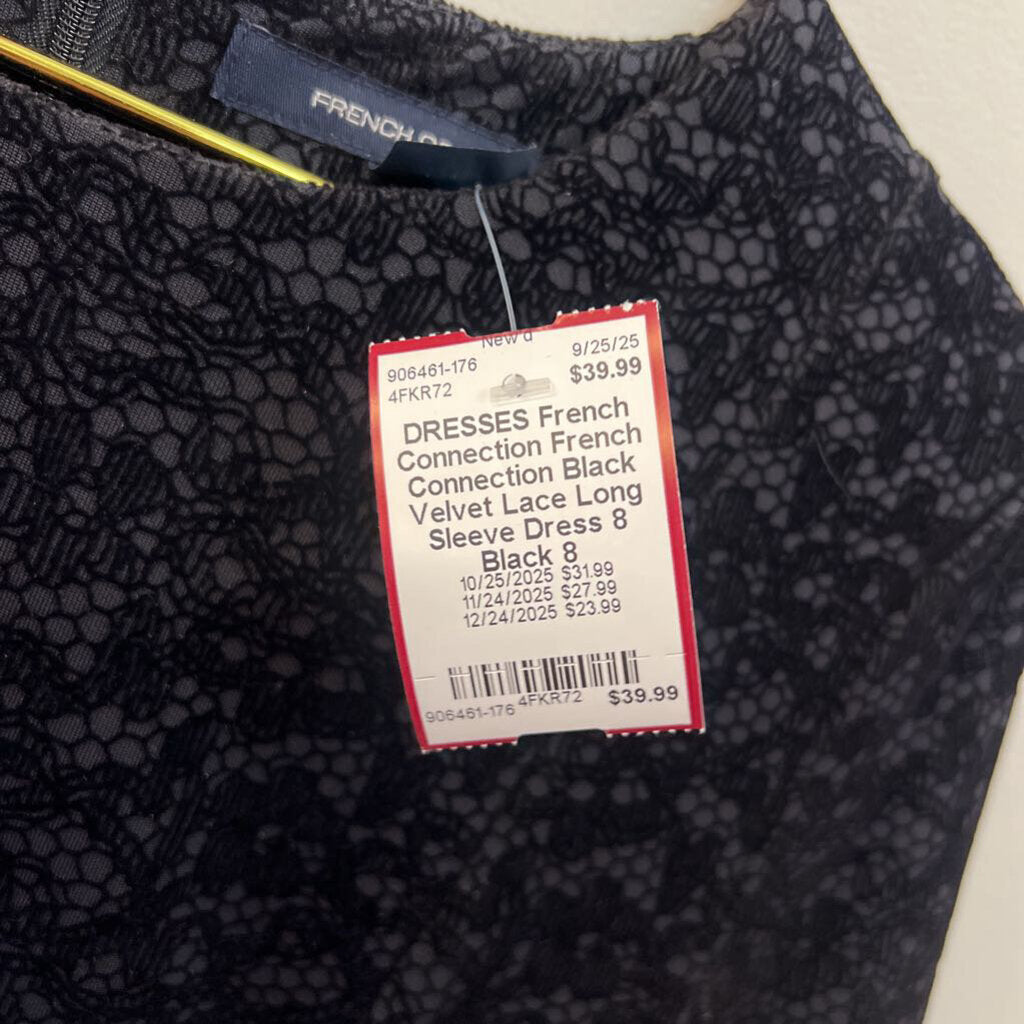 FRENCH
New d
906461-176
9/25/25
4FKR72
$39.99
DRESSES French
Connection French
Connection Black
Velvet Lace Long
Sleeve Dress 8
Black 8
10/25/2025 $31.99
11/24/2025 $27.99
12/24/2025 $23.99
906461-176 4FKR72 $39.99